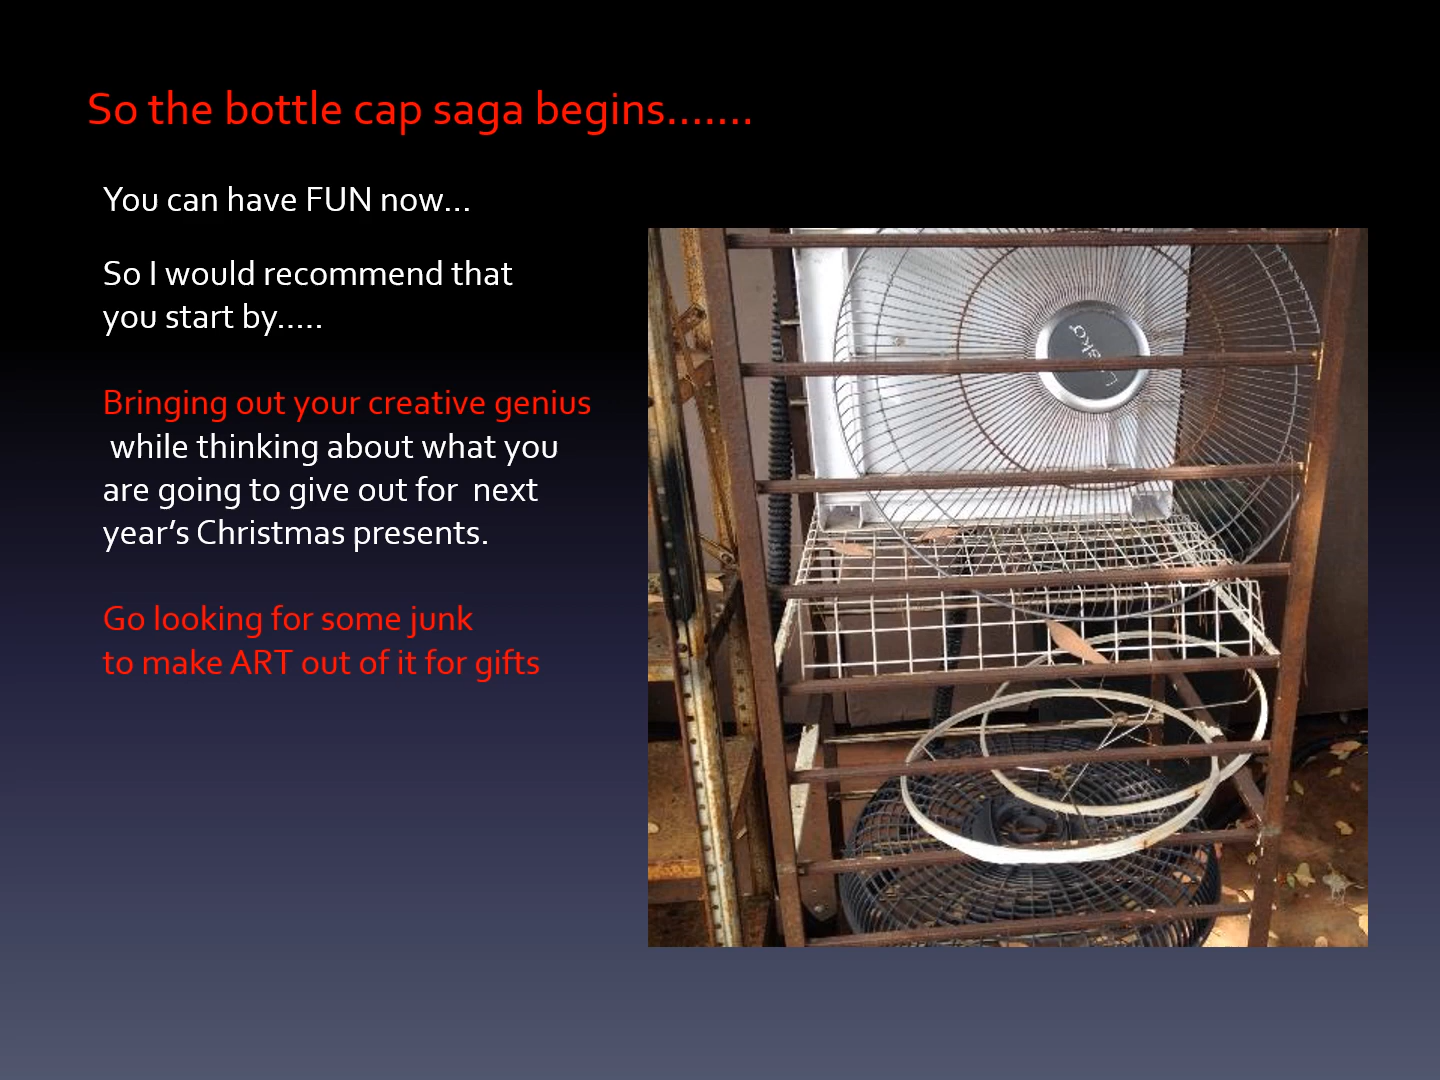 So the bottle cap saga begins…….
You can have FUN now…
So I would recommend that
you start by…..
Bringing out your creative genius
while thinking about what you
are going to give out for  next
year’s Christmas presents.
Go looking for some junk
to make ART out of it for gifts
Lasko